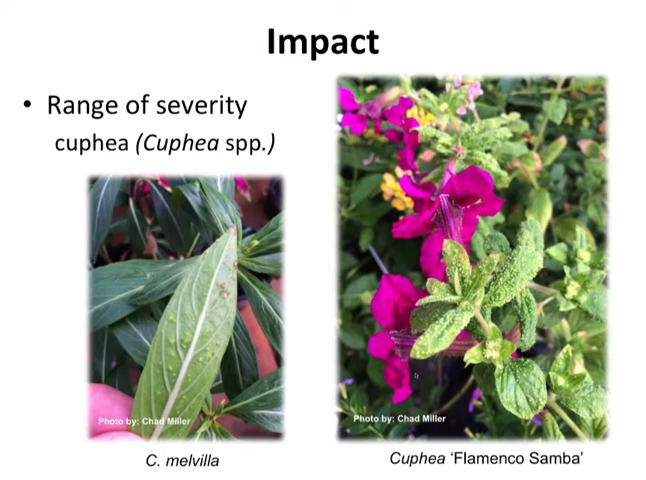 Impact
• Range of severity
cuphea (Cuphea spp.)
Photo by: Chad Miller
Photo by: Chad Miller
C. melvilla
Cuphea ‘Flamenco Samba’